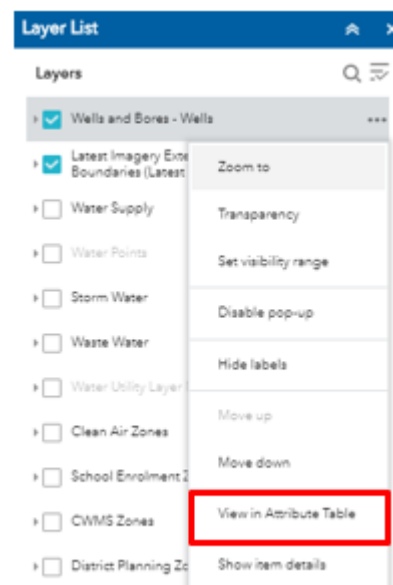 Layer List
Layers
Wells and Bores - Wells
Latest Imagery Exte
Boundaries (Latest
Water Supply
Water Points
Storm Water
Waste Water
Water Utility Layer
Clean Air Zones
School Enrolment
CWMS Zones
District Planning Zo
Zoom to
Transparency
Set visibility range
Disable pop-up
Hide labels
Move up
Move down
View in Attribute Table
Show item details